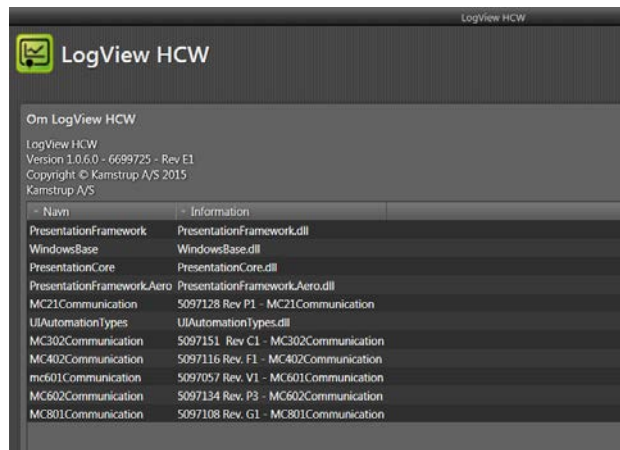 LogView HCW
LogView HCW
Om LogView HCW
LogView HCW
Version 1.0.6.0 - 6699725 - Rev E1
Copyright © Kamstrup A/S 2015
Kamstrup A/S
Navn Information
PresentationFramework PresentationFramework.dll
WindowsBase WindowsBase.dll
PresentationCore PresentationCore.dll
PresentationFramework.Aero PresentationFramework.Aero.dll
MC21Communication 5097128 Rev P1 - MC21Communication
UIAutomationTypes UIAutomationTypes.dll
MC302Communication 5097151 Rev C1 - MC302Communication
MC402Communication 5097116 Rev. F1 - MC402Communication
mc601Communication 5097057 Rev. V1 - MC601Communication
MC602Communication 5097134 Rev. P3 - MC602Communication
MC801Communication 5097108 Rev. G1 - MC801Communication